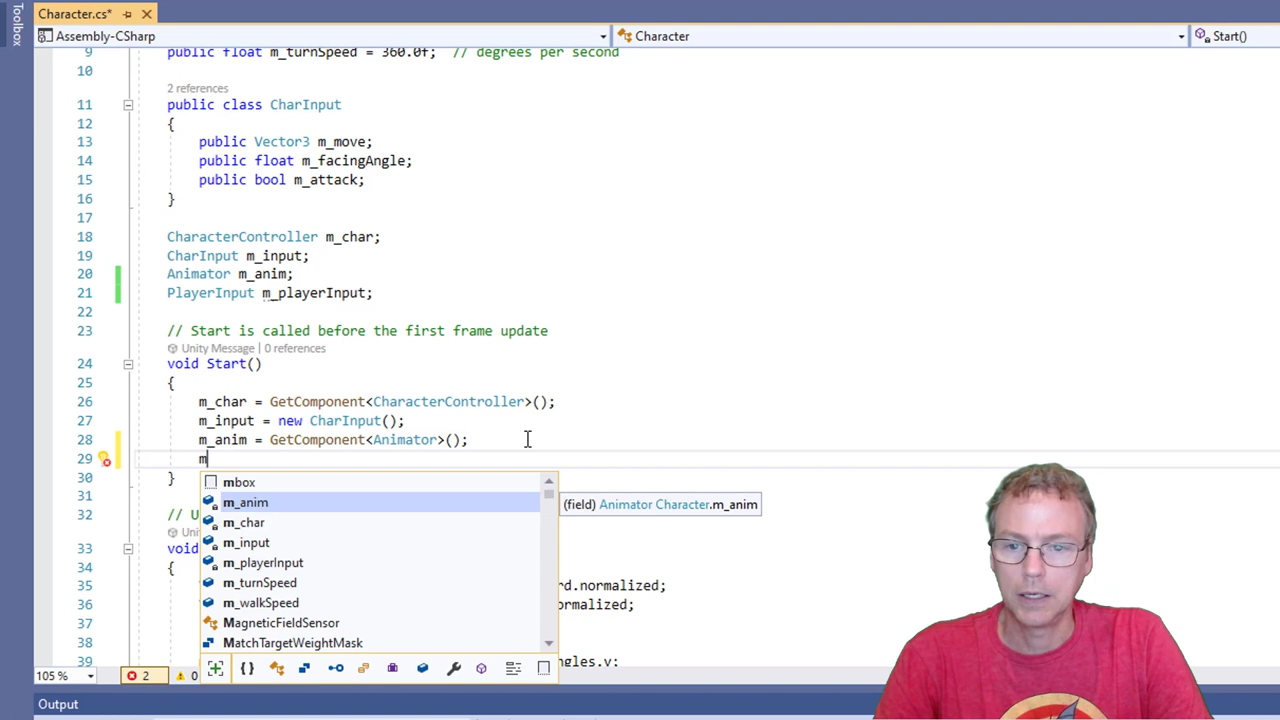 Toolbox
Character.cs*
Assembly-CSharp
Character
Start()
9 public float m_turnSpeed = 360.0f; // degrees per second
10
2 references
11 public class CharInput
12 {
13 public Vector3 m_move;
14 public float m_facingAngle;
15 public bool m_attack;
16 }
17
18 CharacterController m_char;
19 CharInput m_input;
20 Animator m_anim;
21 PlayerInput m_playerInput;
22
23 // Start is called before the first frame update
Unity Message | 0 references
24 void Start()
25 {
26 m_char = GetComponent<CharacterController>();
27 m_input = new CharInput();
28 m_anim = GetComponent<Animator>();
29 m
30 }
mbox
31
m_anim
(field) Animator Character.m_anim
32 // U
m_char
Unit
m_input
33 void
m_playerInput
34 {
m_turnSpeed
35 rd.normalized;
36 ormalized;
m_walkSpeed
37
MagneticFieldSensor
38
MatchTargetWeightMask
39 ngles.y;
105 %
2
0
Output